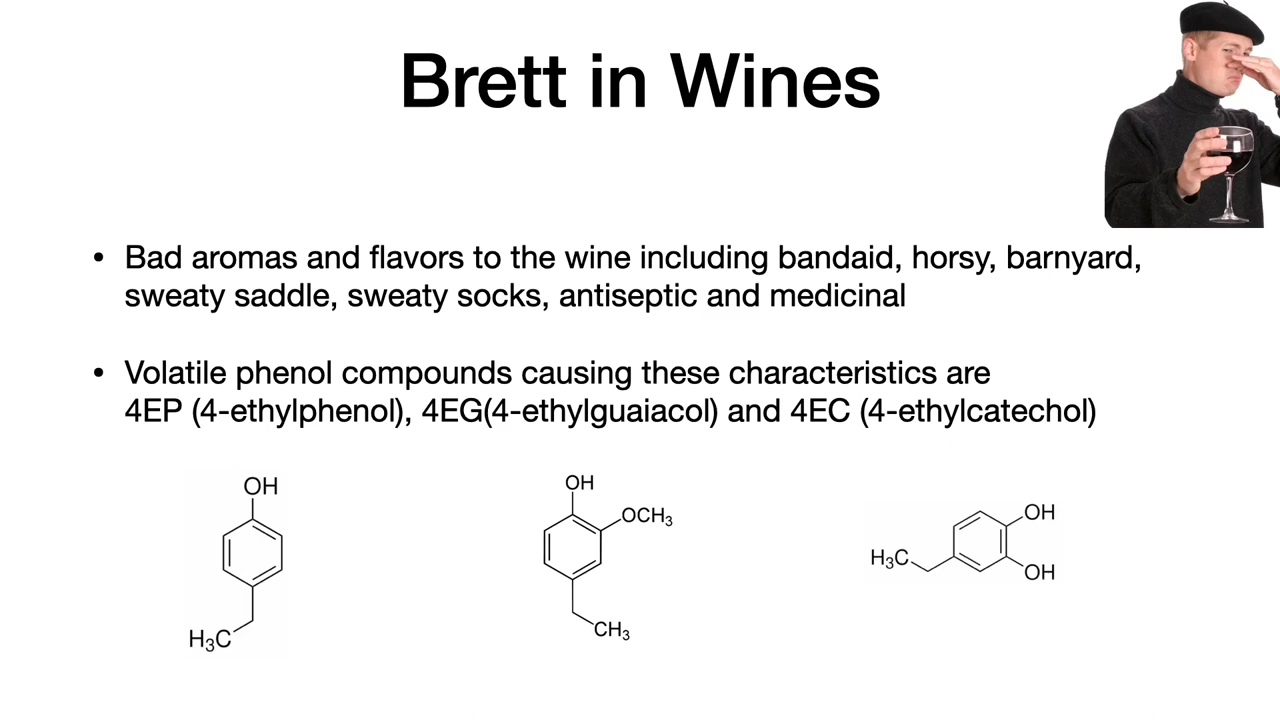 Brett in Wines
• Bad aromas and flavors to the wine including bandaid, horsy, barnyard,
sweaty saddle, sweaty socks, antiseptic and medicinal
• Volatile phenol compounds causing these characteristics are
4EP (4-ethylphenol), 4EG(4-ethylguaiacol) and 4EC (4-ethylcatechol)
OH
H₃C
OH
OCH₃
CH₃
OH
H₃C
OH